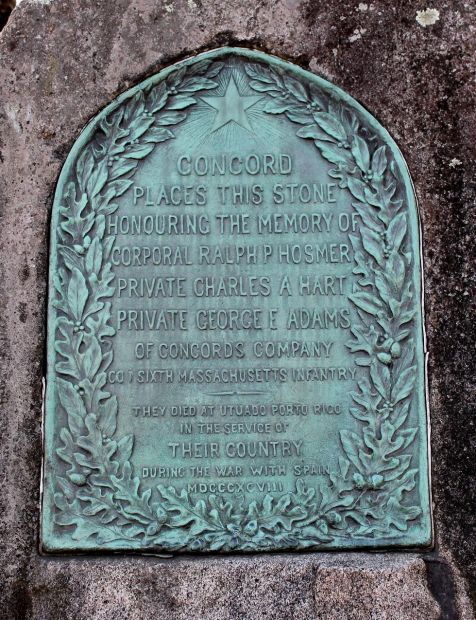 CONCORD
PLACES THIS STONE
HONOURING THE MEMORY OF
CORPORAL RALPH P HOSMER
PRIVATE CHARLES A HART
PRIVATE GEORGE E ADAMS
OF CONCORDS COMPANY
CO I SIXTH MASSACHUSETTS INFANTRY
THEY DIED AT UTUADO PORTO RICO
IN THE SERVICE OF
THEIR COUNTRY
DURING THE WAR WITH SPAIN
MDCCCXCVIII